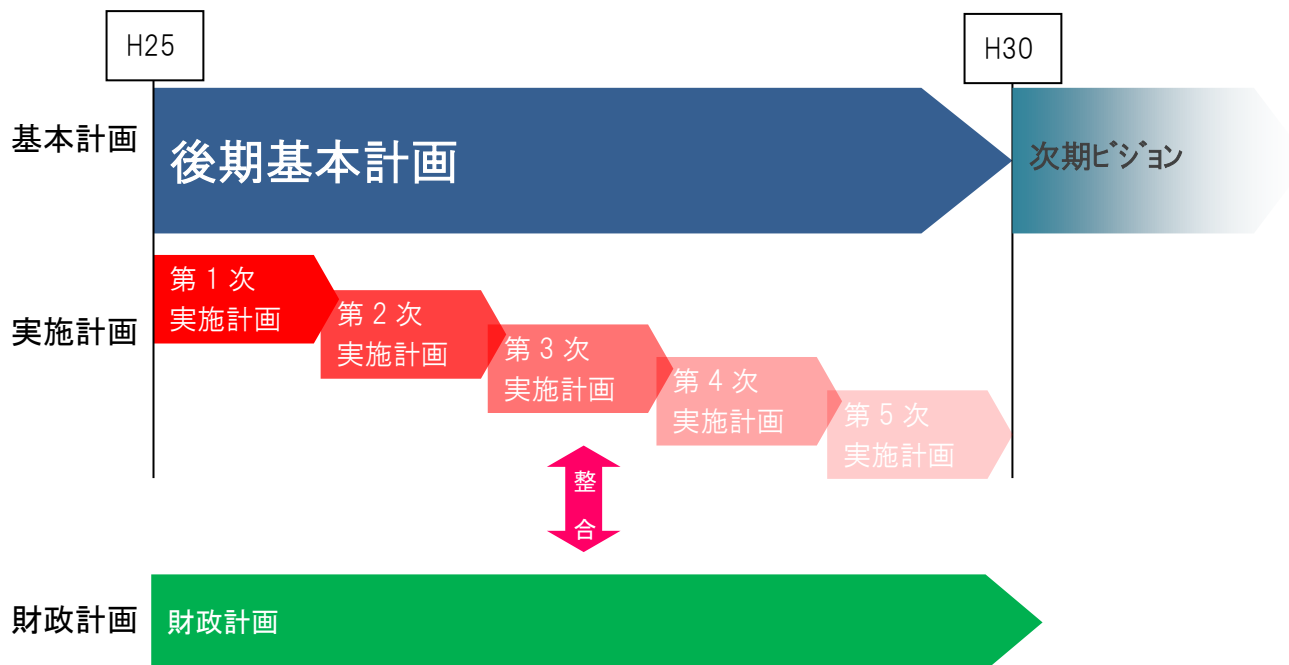 H25
H30
基本計画
後期基本計画
次期ﾋﾞｼﾞｮﾝ
実施計画
第１次
実施計画
第２次
実施計画
第３次
実施計画
第４次
実施計画
第５次
実施計画
整
合
財政計画
財政計画